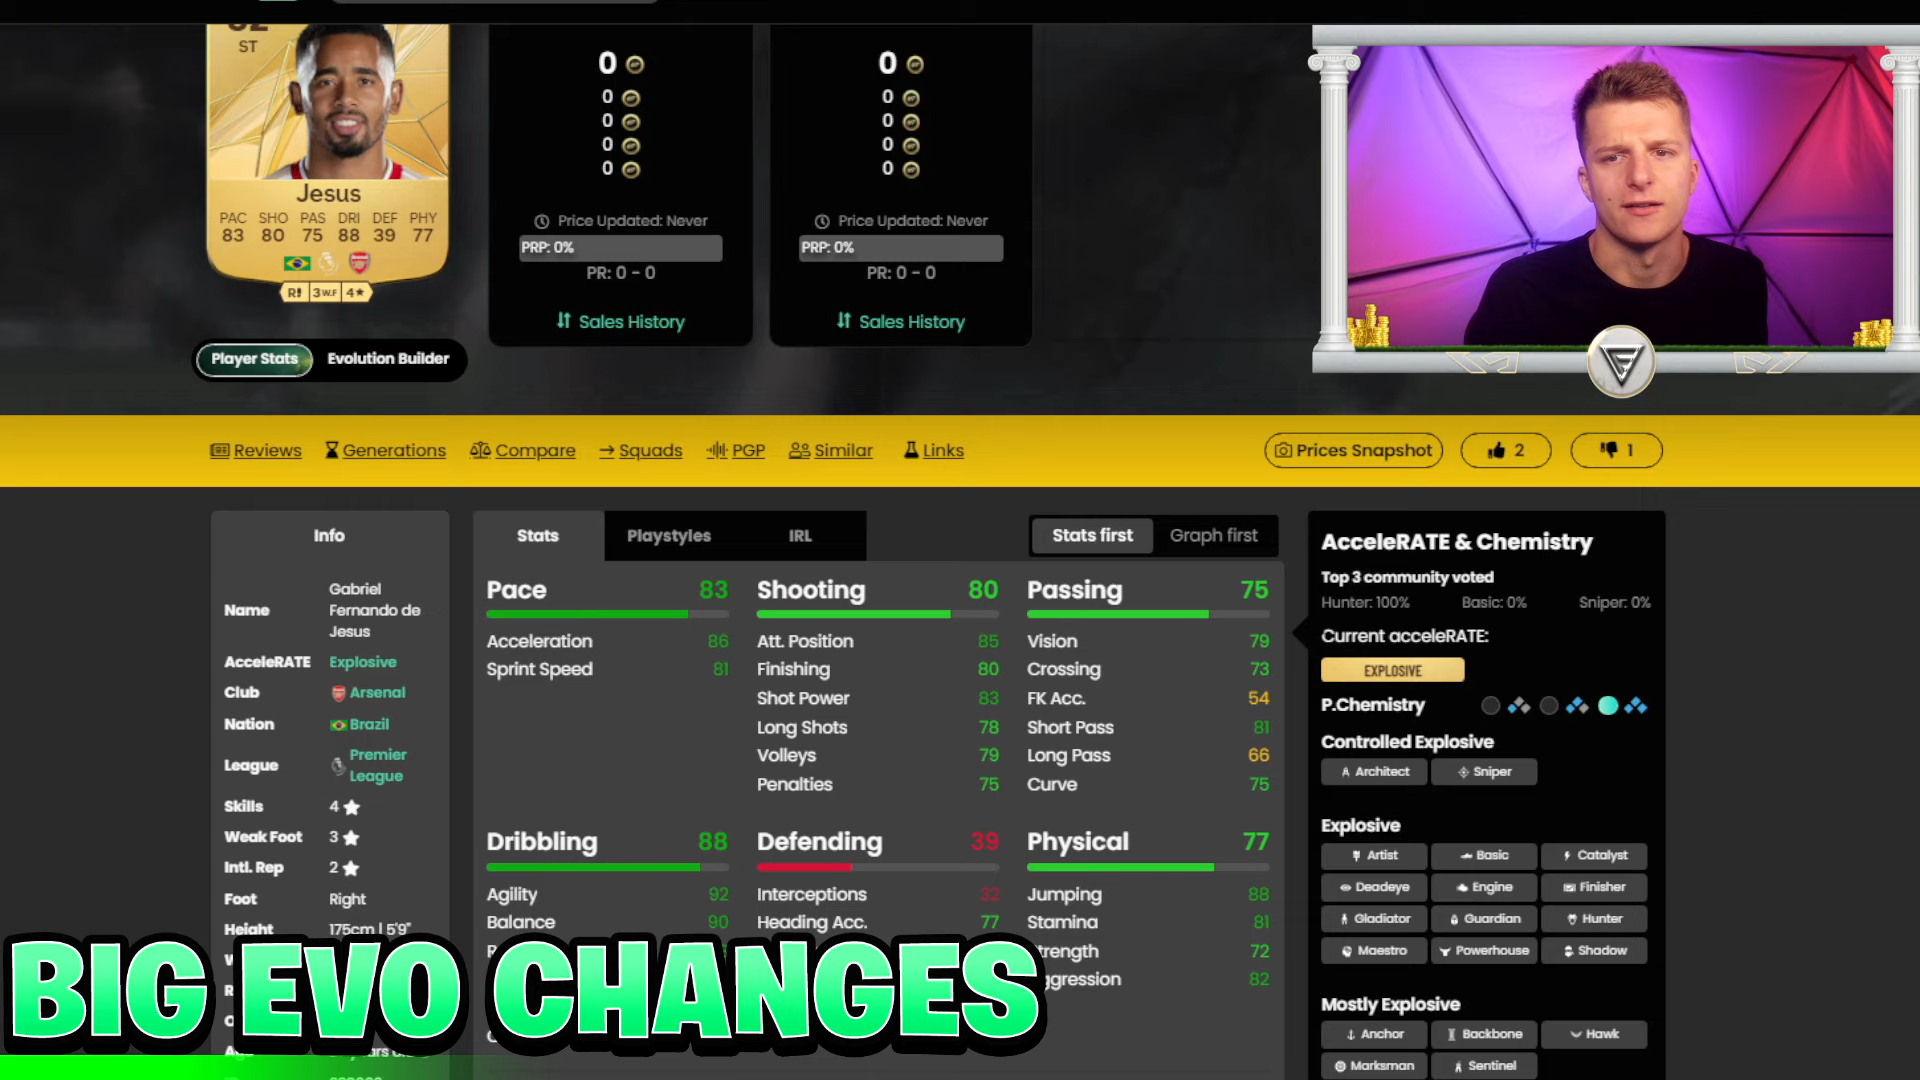 ST
Jesus
PAC SHO PAS DRI DEF PHY
83 80 75 88 39 77
3 W.F 4★
0
0
0
0
0
Price Updated: Never
PRP: 0%
PR: 0 - 0
Sales History
0
0
0
0
0
Price Updated: Never
PRP: 0%
PR: 0 - 0
Sales History
Player Stats Evolution Builder
Reviews Generations Compare Squads PGP Similar Links
Prices Snapshot 2 1
Info
Name Gabriel Fernando de Jesus
AcceleRATE Explosive
Club Arsenal
Nation Brazil
League Premier League
Skills 4 ★
Weak Foot 3 ★
Intl. Rep 2 ★
Foot Right
Height 175cm | 5'9"
Stats Playstyles IRL
Stats first Graph first
Pace 83
Acceleration 86
Sprint Speed 81
Shooting 80
Att. Position 85
Finishing 80
Shot Power 83
Long Shots 78
Volleys 79
Penalties 75
Passing 75
Vision 79
Crossing 73
FK Acc. 54
Short Pass 81
Long Pass 66
Curve 75
Dribbling 88
Agility 92
Balance 90
Defending 39
Interceptions 32
Heading Acc. 77
Physical 77
Jumping 88
Stamina 81
Strength 72
ggression 82
AcceleRATE & Chemistry
Top 3 community voted
Hunter: 100% Basic: 0% Sniper: 0%
Current acceleRATE:
EXPLOSIVE
P.Chemistry
Controlled Explosive
Architect Sniper
Explosive
Artist Basic Catalyst
Deadeye Engine Finisher
Gladiator Guardian Hunter
Maestro Powerhouse Shadow
Mostly Explosive
Anchor Backbone Hawk
Marksman Sentinel
BIG EVO CHANGES